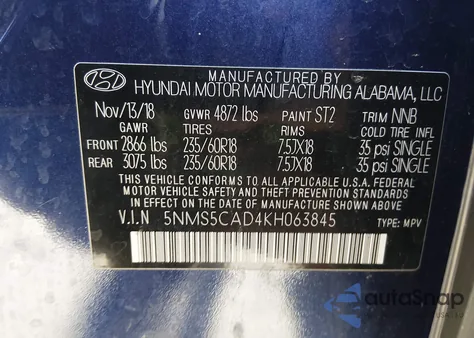 MANUFACTURED BY
HYUNDAI MOTOR MANUFACTURING ALABAMA, LLC
Nov/13/18 GVWR 4872 lbs PAINT ST2 TRIM NNB
GAWR TIRES RIMS COLD TIRE INFL
FRONT 2866 lbs 235/60R18 7.5JX18 35 psi SINGLE
REAR 3075 lbs 235/60R18 7.5JX18 35 psi SINGLE
THIS VEHICLE CONFORMS TO ALL APPLICABLE U.S.A. FEDERAL
MOTOR VEHICLE SAFETY AND THEFT PREVENTION STANDARDS
IN EFFECT ON THE DATE OF MANUFACTURE SHOWN ABOVE.
V.I.N 5NMS5CAD4KH063845 TYPE: MPV
autoSnap